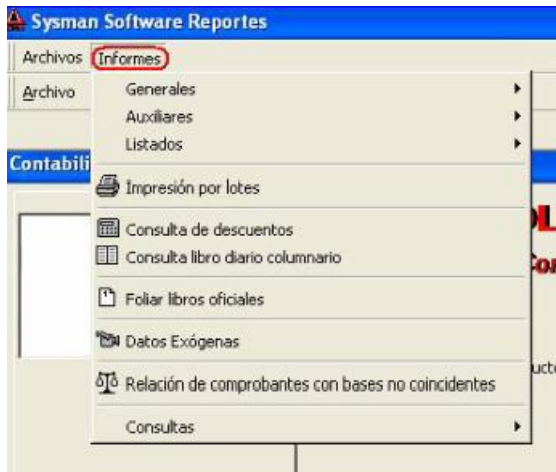 Sysman Software Reportes
Archivos Informes
Archivo
Generales
Auxiliares
Listados
Contabili
Impresión por lotes
Consulta de descuentos
Consulta libro diario columnario
Foliar libros oficiales
Datos Exógenas
Relación de comprobantes con bases no coincidentes
Consultas